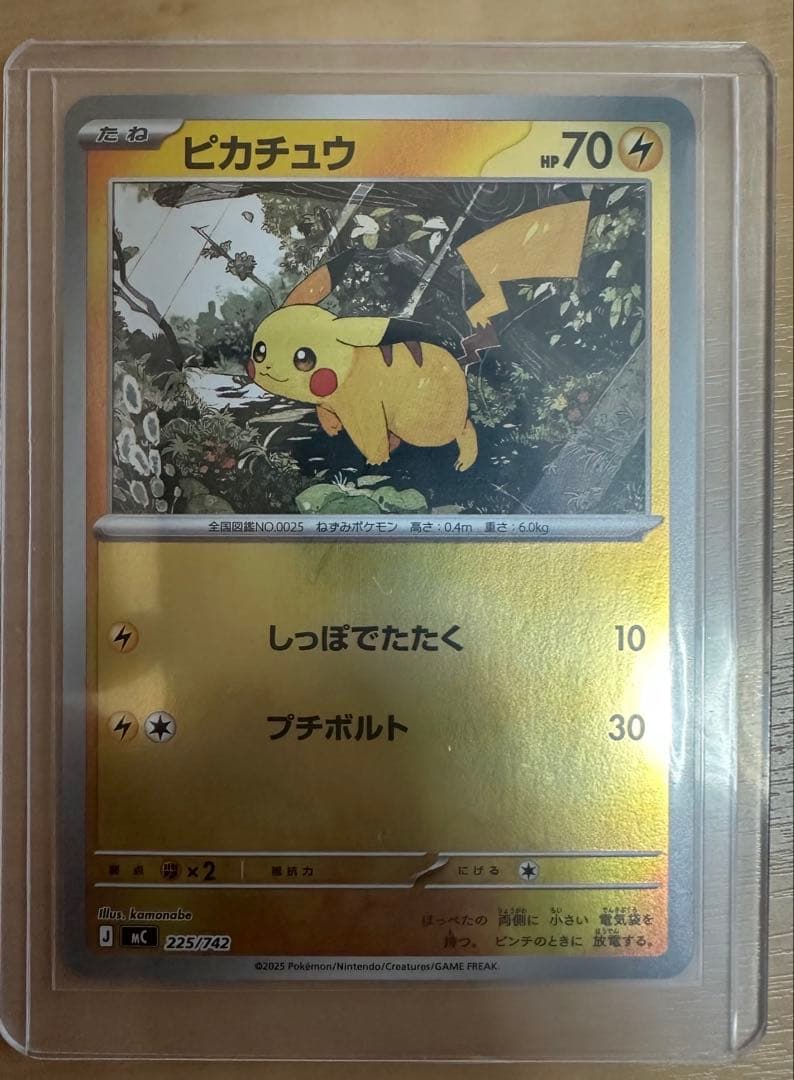 たね
ピカチュウ
HP70
全国図鑑NO.0025 ねずみポケモン 高さ:0.4m 重さ:6.0kg
しっぽでたたく 10
プチボルト 30
弱点 ×2 抵抗力 にげる
Illus. kamonabe
ほっぺたの 両側に 小さい 電気袋を
持つ。 ピンチのときに 放電する。
J MC 225/742
©2025 Pokémon/Nintendo/Creatures/GAME FREAK.